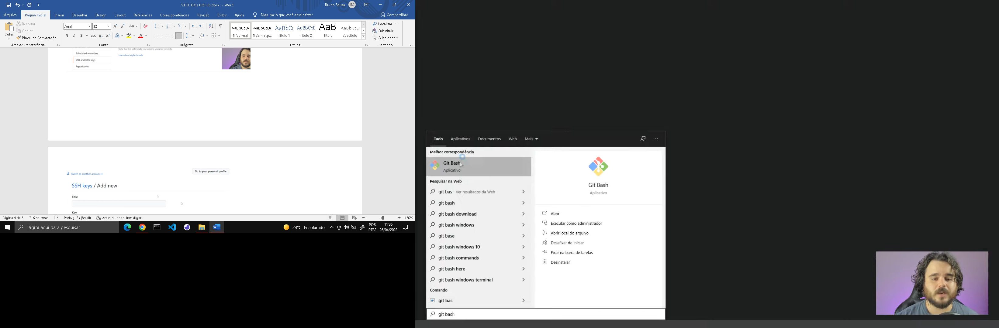 S.F.D. Git e GitHub.docx - Word
Bruno Souza
BS
Arquivo
Página Inicial
Inserir
Desenhar
Design
Layout
Referências
Correspondências
Revisão
Exibir
Ajuda
Diga-me o que você deseja fazer
Compartilhar
Colar
Recortar
Copiar
Pincel de Formatação
Área de Transferência
Arial
12
Fonte
Parágrafo
AaBbCcDc
¶ Normal
AaBbCcDc
¶ Sem Esp...
AaBbCc
Título 1
AaBbCcE
Título 2
AaB
Título
AaBbCcD
Subtítulo
Estilos
Localizar
Substituir
Selecionar
Editando
Scheduled reminders
SSH and GPG keys
Repositories
Note that this will include your existing unsigned commits.
Learn about vigilant mode.
Switch to another account
Go to your personal profile
SSH keys / Add new
Title
Key
Página 4 de 5
716 palavras
Português (Brasil)
Acessibilidade: investigar
130%
Digite aqui para pesquisar
24°C Ensolarado
POR
PTB2
11:36
26/04/2022
Tudo
Aplicativos
Documentos
Web
Mais
Melhor correspondência
Git Bash
Aplicativo
Pesquisar na Web
git bas - Ver resultados da Web
git bash
git bash download
git bash windows
git base
git bash windows 10
git bash commands
git bash here
git bash windows terminal
Comando
git bas
git bash
Git Bash
Aplicativo
Abrir
Executar como administrador
Abrir local do arquivo
Desafixar de Iniciar
Fixar na barra de tarefas
Desinstalar